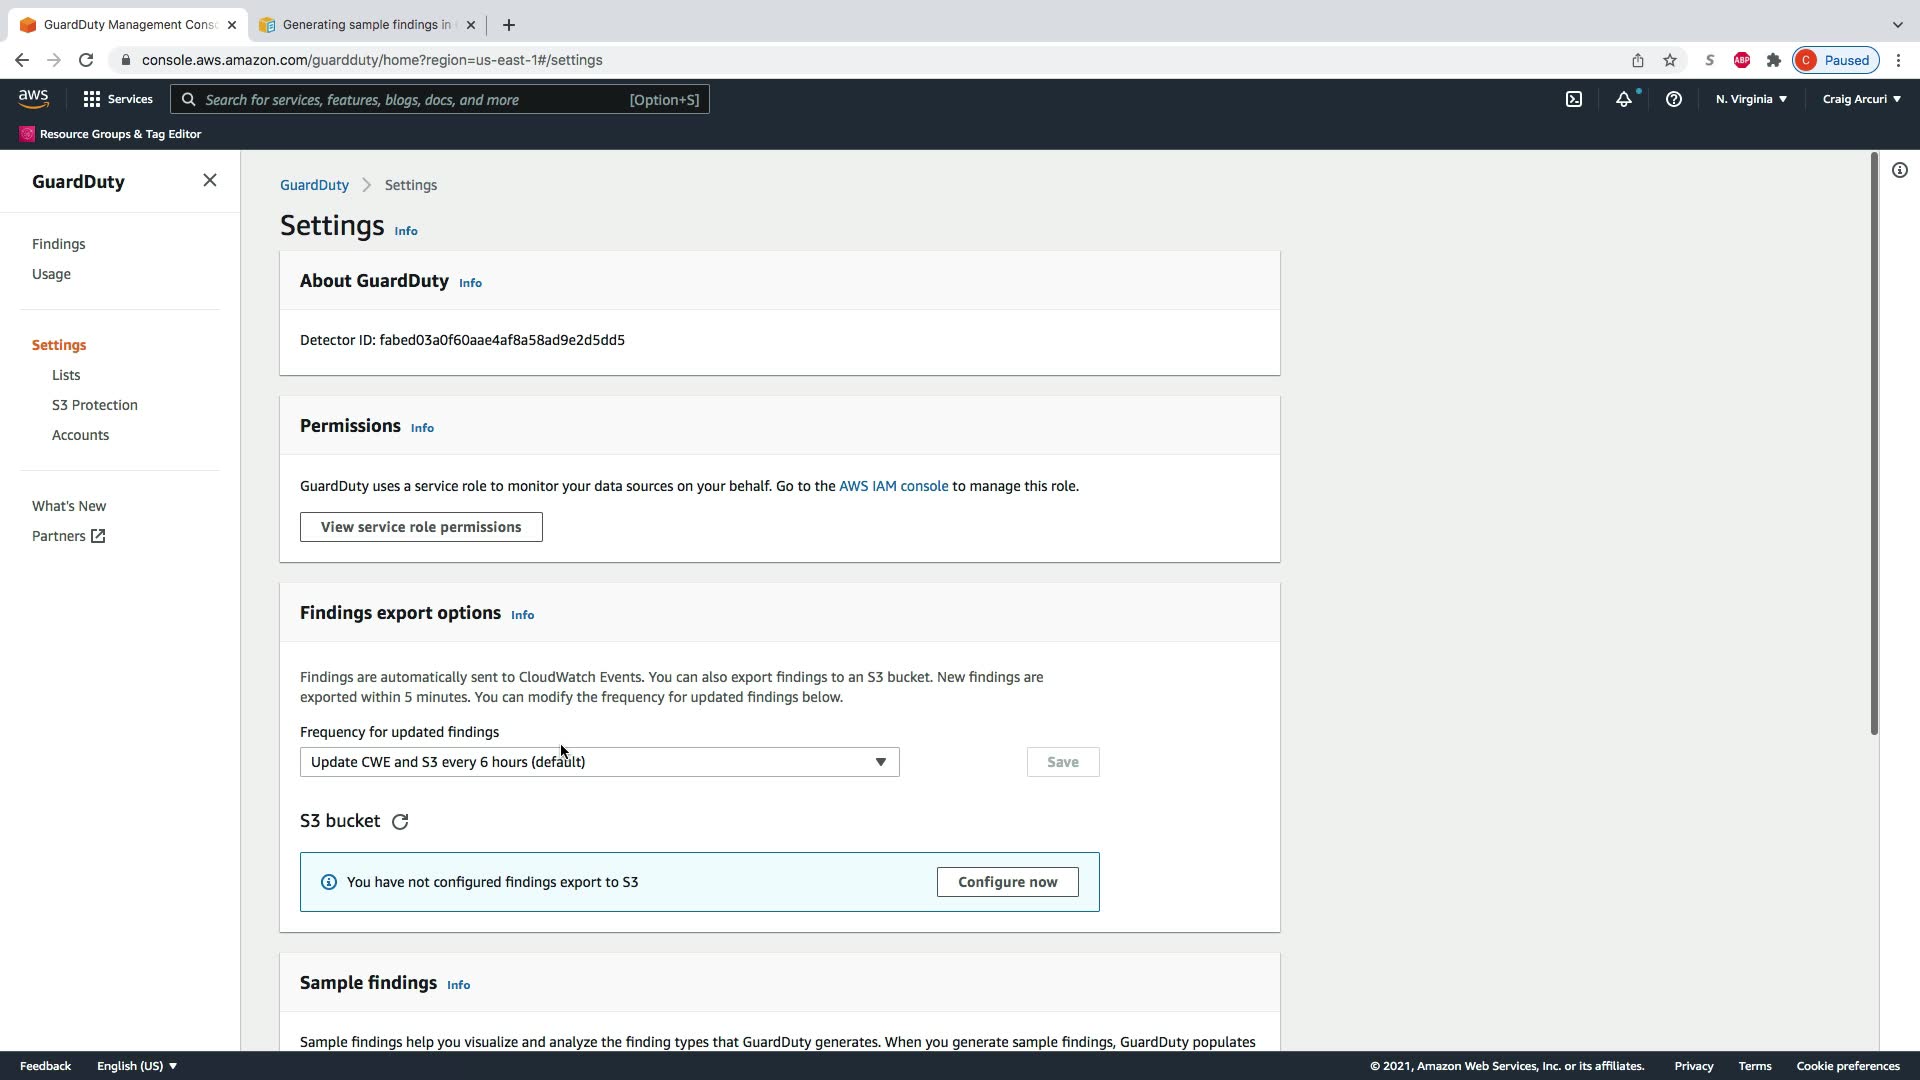 GuardDuty Management Conso
Generating sample findings in
console.aws.amazon.com/guardduty/home?region=us-east-1#/settings
S
ABP
C
Paused
aws
Services
Search for services, features, blogs, docs, and more
[Option+S]
N. Virginia
Craig Arcuri
Resource Groups & Tag Editor
GuardDuty
Findings
Usage
Settings
Lists
S3 Protection
Accounts
What's New
Partners
GuardDuty
Settings
Settings Info
About GuardDuty Info
Detector ID: fabed03a0f60aae4af8a58ad9e2d5dd5
Permissions Info
GuardDuty uses a service role to monitor your data sources on your behalf. Go to the AWS IAM console to manage this role.
View service role permissions
Findings export options Info
Findings are automatically sent to CloudWatch Events. You can also export findings to an S3 bucket. New findings are
exported within 5 minutes. You can modify the frequency for updated findings below.
Frequency for updated findings
Update CWE and S3 every 6 hours (default)
Save
S3 bucket
You have not configured findings export to S3
Configure now
Sample findings Info
Sample findings help you visualize and analyze the finding types that GuardDuty generates. When you generate sample findings, GuardDuty populates
Feedback
English (US)
© 2021, Amazon Web Services, Inc. or its affiliates.
Privacy
Terms
Cookie preferences